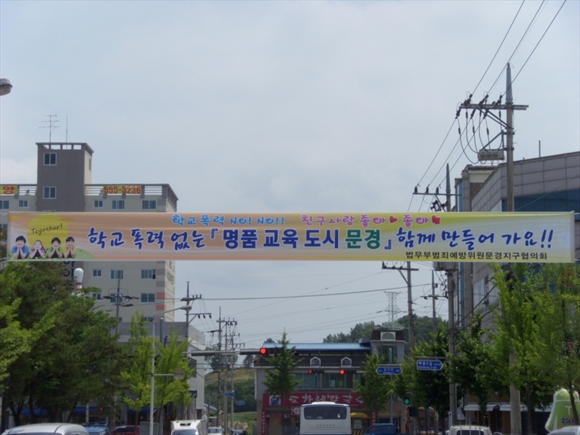 학교폭력 NO! NO!! 친구사랑 좋다♥ 좋다♥
Together!
학교 폭력 없는 『명품 교육 도시 문경』 함께 만들어 가요!!
법무부범죄예방위원문경지구협의회